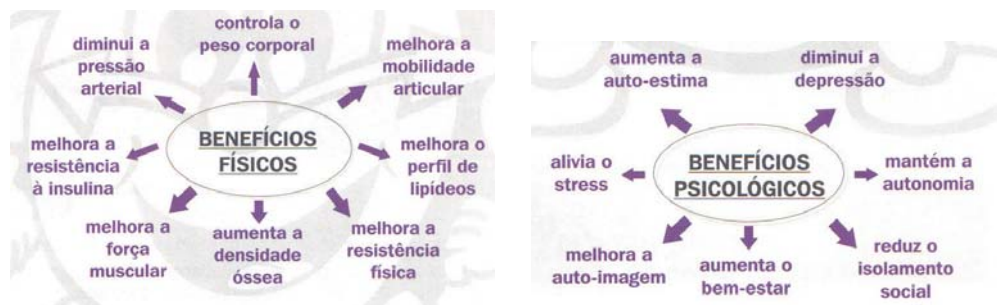 controla o
peso corporal
diminui a
pressão
arterial
melhora a
mobilidade
articular
melhora a
resistência
à insulina
BENEFÍCIOS
FÍSICOS
melhora o
perfil de
lipídeos
melhora a
força
muscular
aumenta a
densidade
óssea
melhora a
resistência
física
aumenta a
auto-estima
diminui a
depressão
alivia o
stress
BENEFÍCIOS
PSICOLÓGICOS
mantém a
autonomia
melhora a
auto-imagem
aumenta o
bem-estar
reduz o
isolamento
social